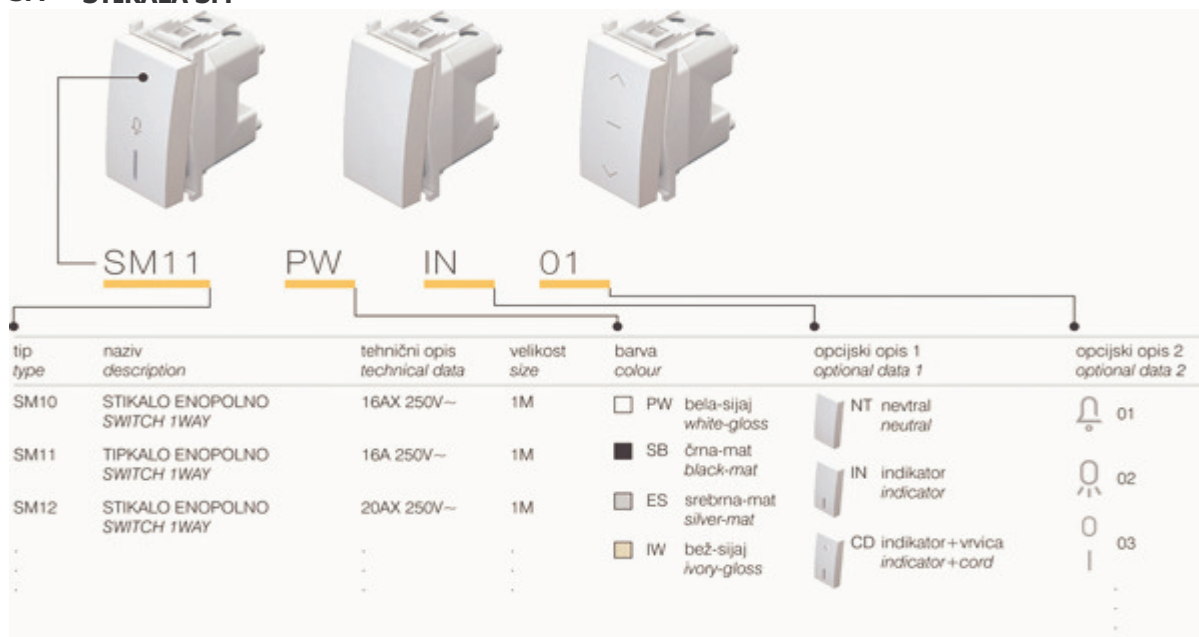 SM11 PW IN 01
tip naziv tehnični opis velikost barva opcijski opis 1 opcijski opis 2
type description technical data size colour optional data 1 optional data 2
SM10 STIKALO ENOPOLNO 16AX 250V~ 1M
SWITCH 1WAY
SM11 TIPKALO ENOPOLNO 16A 250V~ 1M
SWITCH 1WAY
SM12 STIKALO ENOPOLNO 20AX 250V~ 1M
SWITCH 1WAY
PW bela-sijaj
white-gloss
SB črna-mat
black-mat
ES srebrna-mat
silver-mat
IW bež-sijaj
ivory-gloss
NT nevtral
neutral
IN indikator
indicator
CD indikator+vrvica
indicator+cord
01
02
03